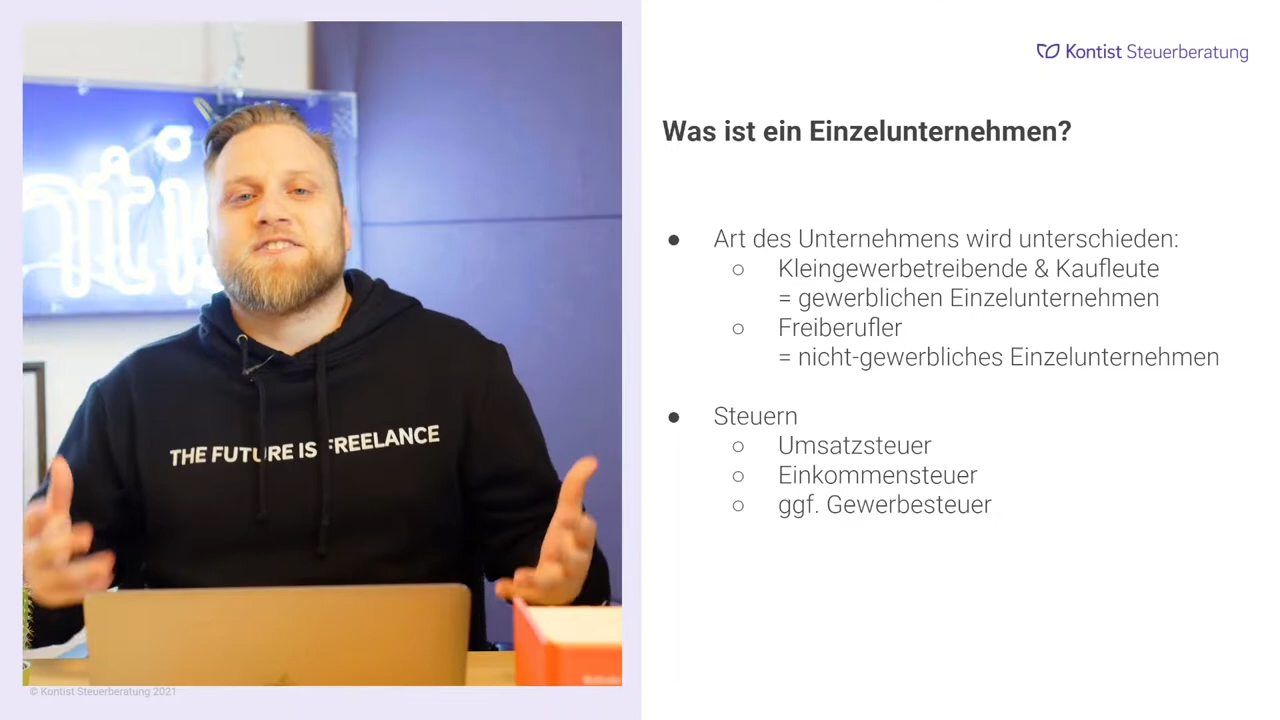 Kontist Steuerberatung
Was ist ein Einzelunternehmen?
● Art des Unternehmens wird unterschieden:
○ Kleingewerbetreibende & Kaufleute
= gewerblichen Einzelunternehmen
○ Freiberufler
= nicht-gewerbliches Einzelunternehmen
● Steuern
○ Umsatzsteuer
○ Einkommensteuer
○ ggf. Gewerbesteuer
THE FUTURE IS FREELANCE
© Kontist Steuerberatung 2021